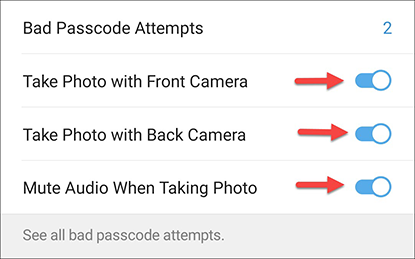 Bad Passcode Attempts 2
Take Photo with Front Camera
Take Photo with Back Camera
Mute Audio When Taking Photo
See all bad passcode attempts.